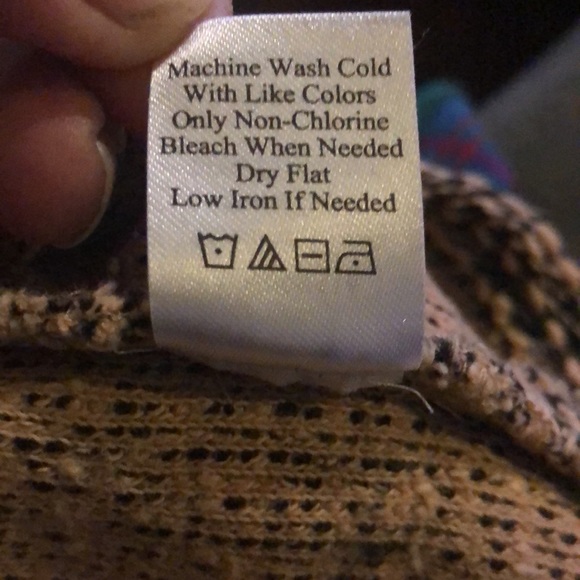 Machine Wash Cold
With Like Colors
Only Non-Chlorine
Bleach When Needed
Dry Flat
Low Iron If Needed